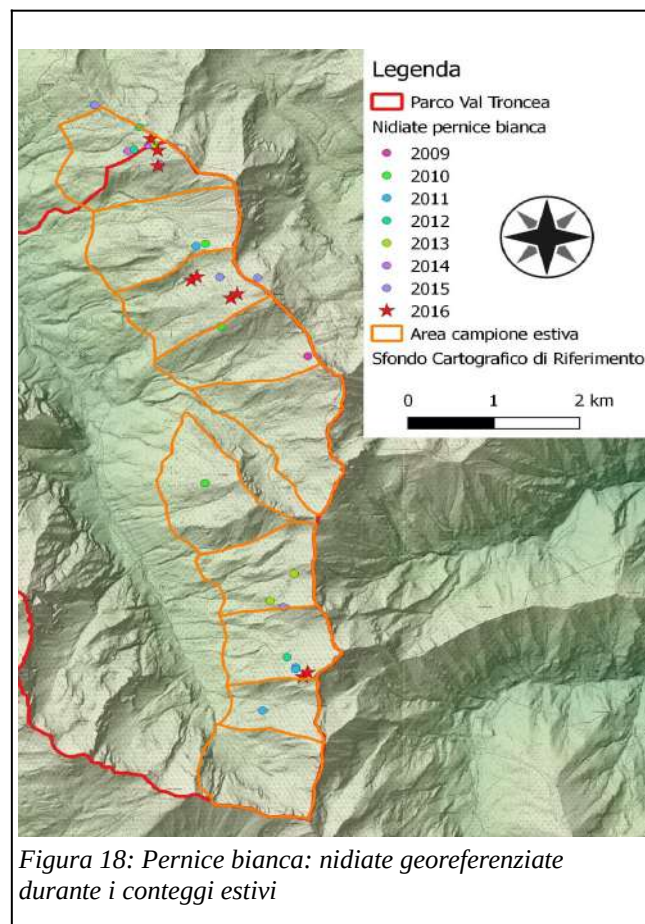 Legenda
Parco Val Troncea
Nidiate pernice bianca
2009
2010
2011
2012
2013
2014
2015
2016
Area campione estiva
Sfondo Cartografico di Riferimento
0 1 2 km
Figura 18: Pernice bianca: nidiate georeferenziate
durante i conteggi estivi